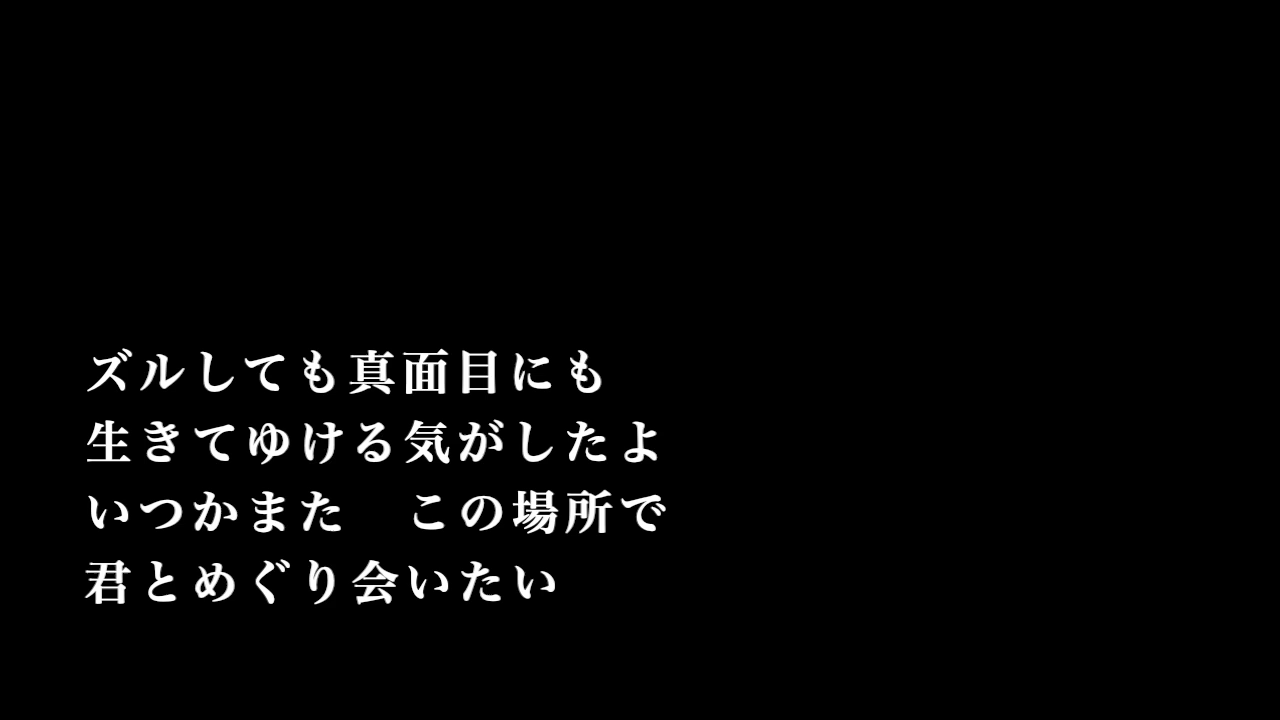 ズルしても真面目にも
生きてゆける気がしたよ
いつかまた　この場所で
君とめぐり会いたい